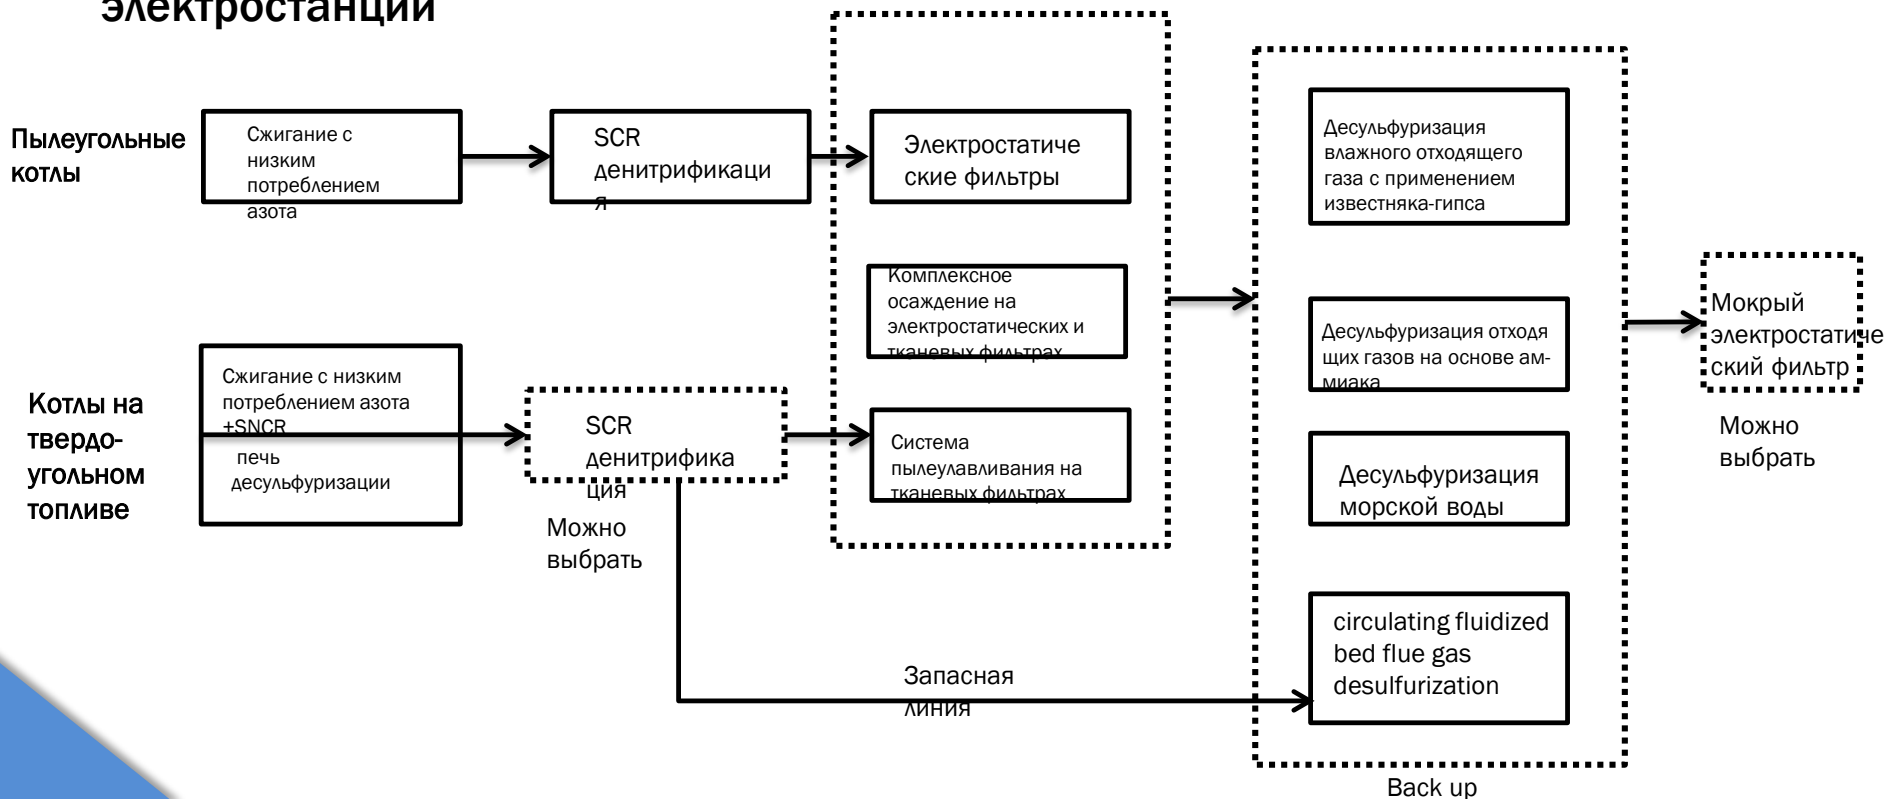 электростанции
Пылеугольные
котлы
Сжигание с
низким
потреблением
азота
SCR
денитрификаци
я
Электростатиче
ские фильтры
Комплексное
осаждение на
электростатических и
тканевых фильтрах
Система
пылеулавливания на
тканевых фильтрах
Котлы на
твердо-
угольном
топливе
Сжигание с низким
потреблением азота
+SNCR
печь
десульфуризации
SCR
денитрифика
ция
Можно
выбрать
Запасная
линия
Десульфуризация
влажного отходящего
газа с применением
известняка-гипса
Десульфуризация отходя
щих газов на основе ам-
миака
Десульфуризация
морской воды
circulating fluidized
bed flue gas
desulfurization
Back up
Мокрый
электростатиче
ский фильтр
Можно
выбрать